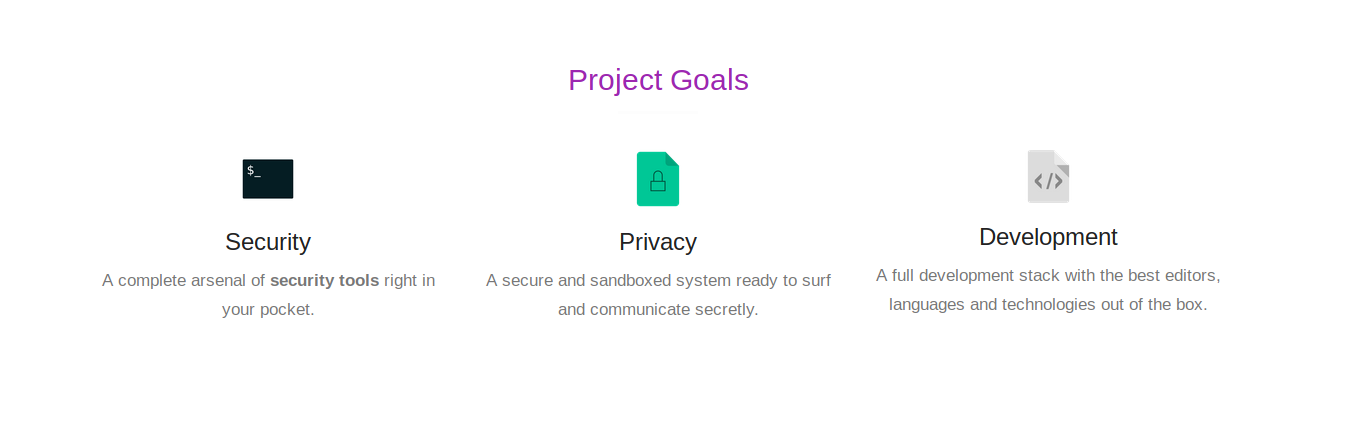 Project Goals
$_
Security
A complete arsenal of security tools right in
your pocket.
Privacy
A secure and sandboxed system ready to surf
and communicate secretly.
</>
Development
A full development stack with the best editors,
languages and technologies out of the box.